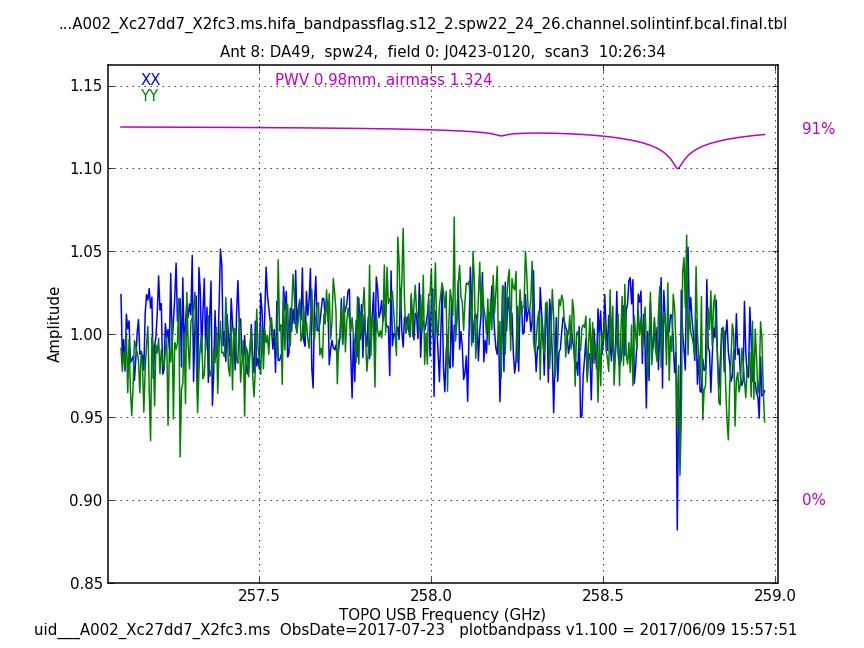 ...A002_Xc27dd7_X2fc3.ms.hifa_bandpassflag.s12_2.spw22_24_26.channel.solintinf.bcal.final.tbl
Ant 8: DA49,  spw24,  field 0: J0423-0120,  scan3  10:26:34
XX
PWV 0.98mm, airmass 1.324
YY
1.15
1.10
1.05
1.00
0.95
0.90
0.85
Amplitude
91%
0%
257.5
258.0
258.5
259.0
TOPO USB Frequency (GHz)
uid___A002_Xc27dd7_X2fc3.ms  ObsDate=2017-07-23   plotbandpass v1.100 = 2017/06/09 15:57:51